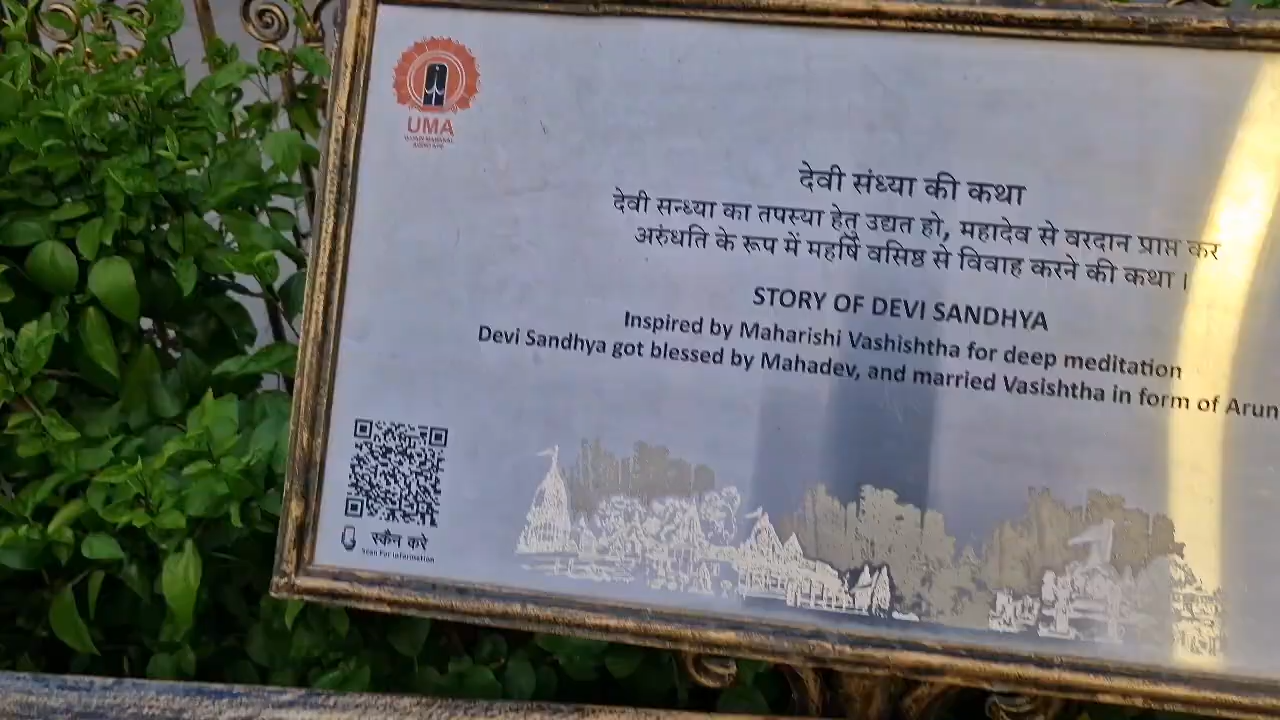 UMA
देवी संध्या की कथा
देवी सन्ध्या का तपस्या हेतु उद्यत हो, महादेव से वरदान प्राप्त कर
अरुंधति के रूप में महर्षि वसिष्ठ से विवाह करने की कथा ।
STORY OF DEVI SANDHYA
Inspired by Maharishi Vashishtha for deep meditation
Devi Sandhya got blessed by Mahadev, and married Vasishtha in form of Arun
स्कैन करे
Scan For Information